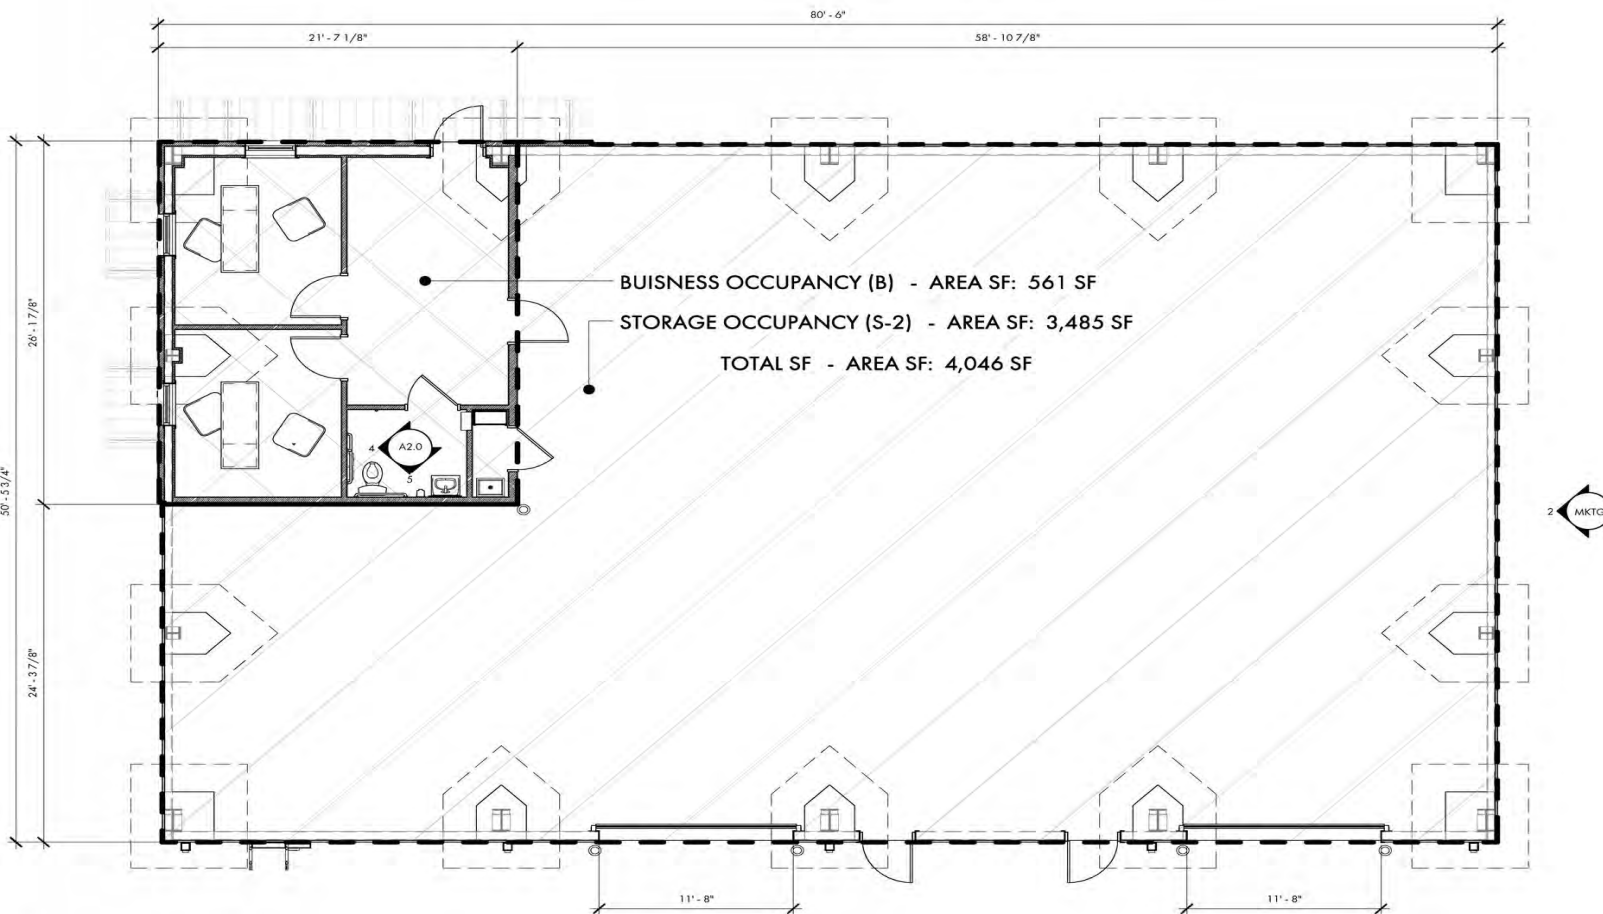 80' - 6"
21' - 7 1/8"
58' - 10 7/8"
BUISNESS OCCUPANCY (B) - AREA SF: 561 SF
STORAGE OCCUPANCY (S-2) - AREA SF: 3,485 SF
TOTAL SF - AREA SF: 4,046 SF
26' - 1 7/8"
50' - 5 3/4"
24' - 3 7/8"
4
A2.0
5
2
MKTG
11' - 8"
11' - 8"